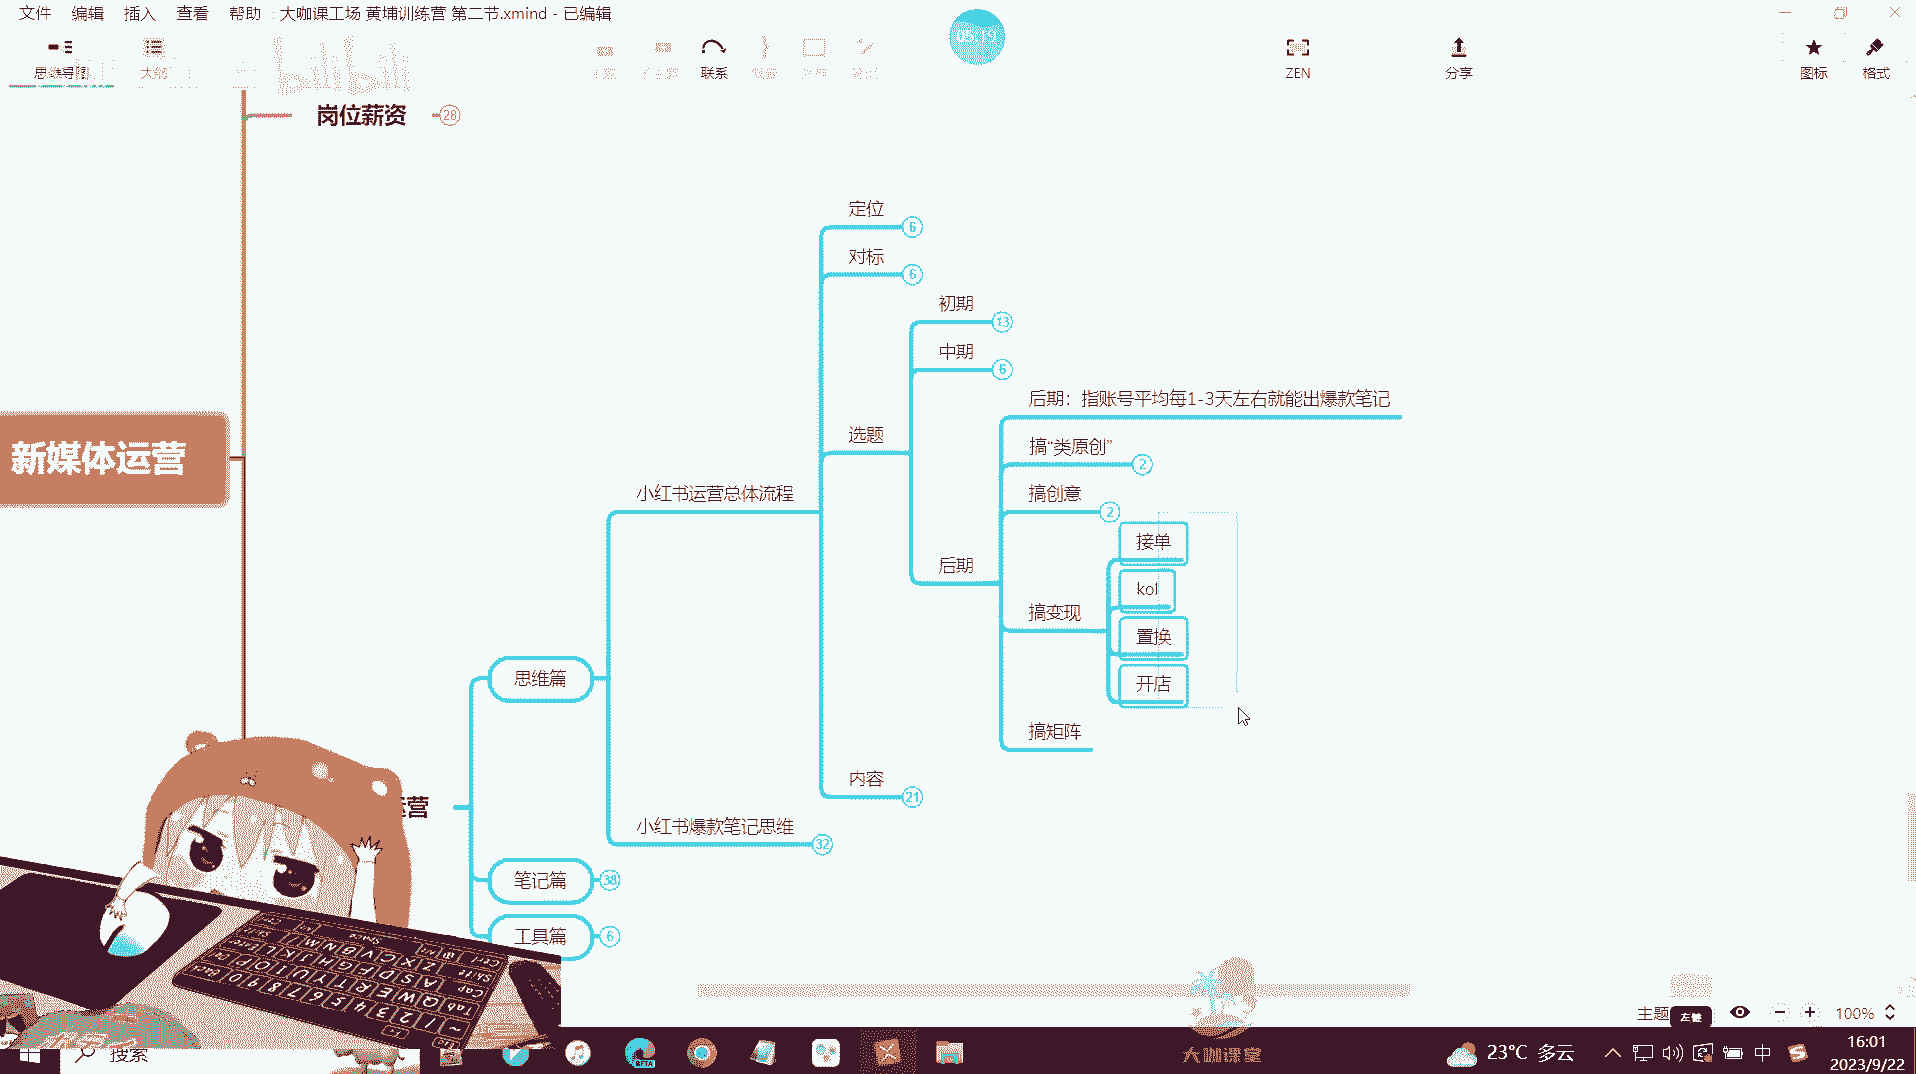 文件 编辑 插入 查看 帮助 大咖课工场 黄埔训练营 第二节.xmind - 已编辑
05:19
思维导图 大纲 联系 ZEN 分享 图标 格式
bilibili
岗位薪资 28
定位 6
对标 6
初期 13
中期 6
后期：指账号平均每1-3天左右就能出爆款笔记
选题
搞“类原创” 2
新媒体运营
小红书运营总体流程
搞创意 2
接单
后期
kol
搞变现
置换
思维篇
开店
搞矩阵
内容 21
运营
小红书爆款笔记思维 32
笔记篇 38
工具篇 6
主题 左键 100%
搜索
BETA
大咖课堂
23°C 多云
中
16:01
2023/9/22